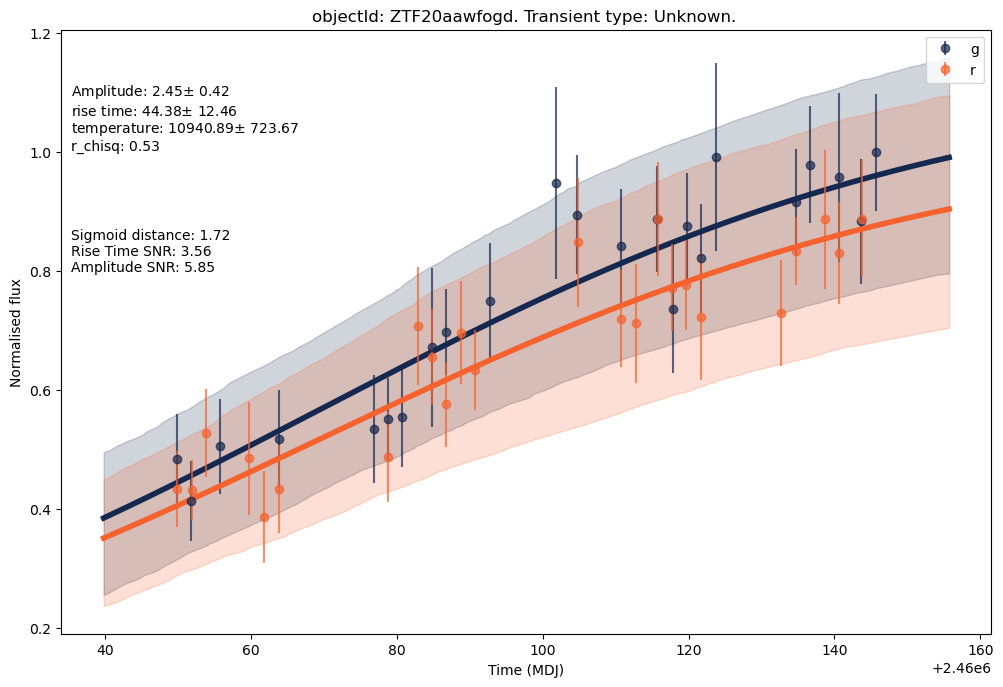 objectId: ZTF20aawfogd. Transient type: Unknown.
g
r
Amplitude: 2.45± 0.42
rise time: 44.38± 12.46
temperature: 10940.89± 723.67
r_chisq: 0.53
Sigmoid distance: 1.72
Rise Time SNR: 3.56
Amplitude SNR: 5.85
Normalised flux
1.2
1.0
0.8
0.6
0.4
0.2
40
60
80
100
120
140
160
+2.46e6
Time (MDJ)